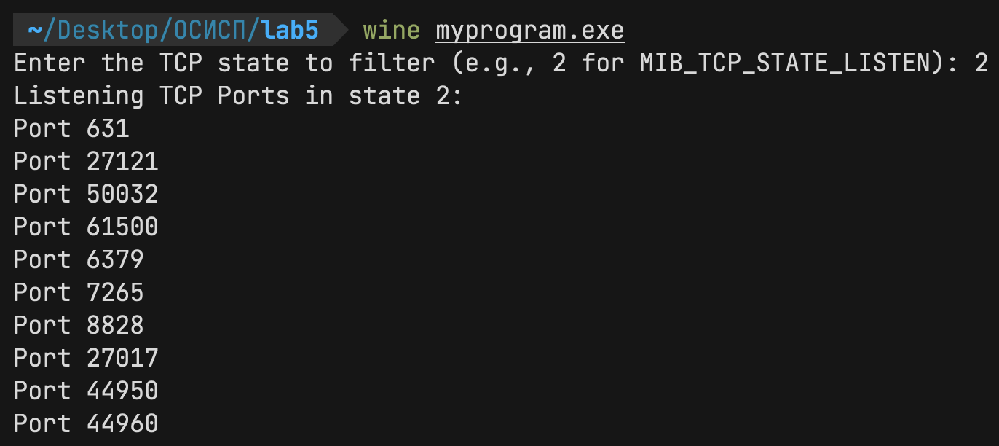 ~/Desktop/ОСИСП/lab5 wine myprogram.exe
Enter the TCP state to filter (e.g., 2 for MIB_TCP_STATE_LISTEN): 2
Listening TCP Ports in state 2:
Port 631
Port 27121
Port 50032
Port 61500
Port 6379
Port 7265
Port 8828
Port 27017
Port 44950
Port 44960